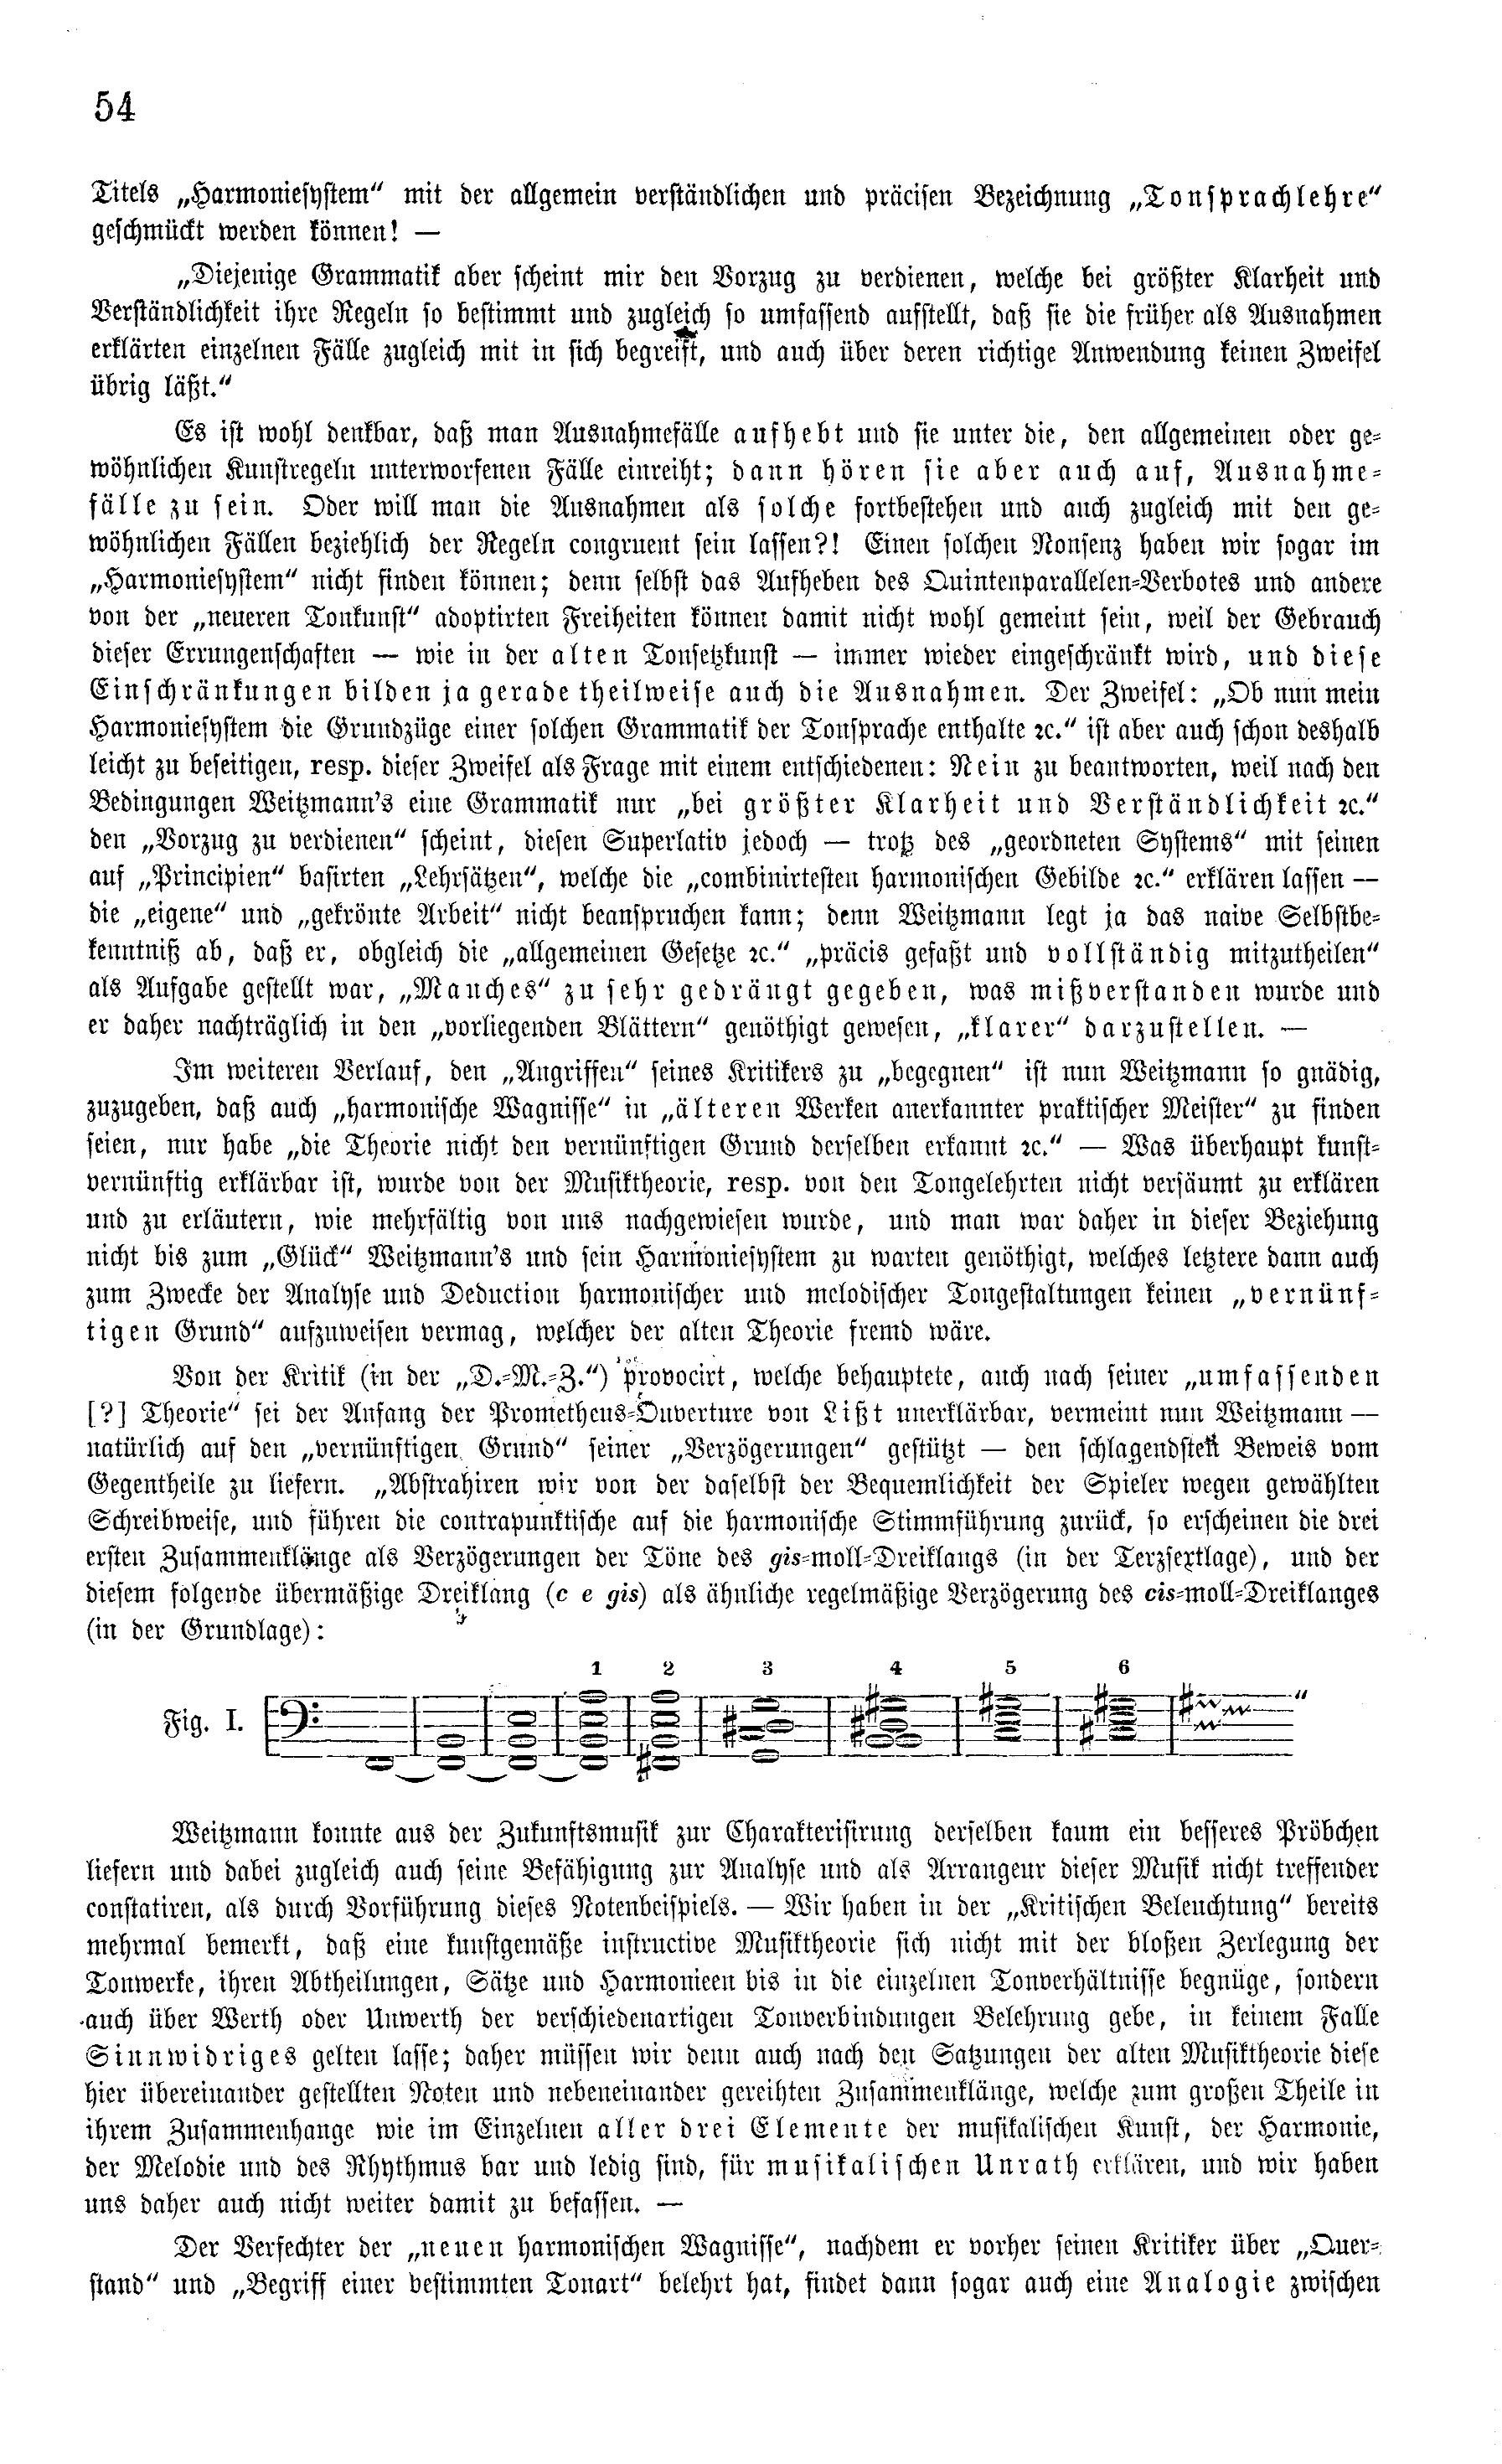 54
Titels „Harmoniesystem“ mit der allgemein verständlichen und präcisen Bezeichnung „Tonsprachlehre“
geschmückt werden können! —
„Diejenige Grammatik aber scheint mir den Vorzug zu verdienen, welche bei größter Klarheit und
Verständlichkeit ihre Regeln so bestimmt und zugleich so umfassend aufstellt, daß sie die früher als Ausnahmen
erklärten einzelnen Fälle zugleich mit in sich begreift, und auch über deren richtige Anwendung keinen Zweifel
übrig läßt.“
Es ist wohl denkbar, daß man Ausnahmefälle aufhebt und sie unter die, den allgemeinen oder ge-
wöhnlichen Kunstregeln unterworfenen Fälle einreiht; dann hören sie aber auch auf, Ausnahme-
fälle zu sein. Oder will man die Ausnahmen als solche fortbestehen und auch zugleich mit den ge-
wöhnlichen Fällen beziehlich der Regeln congruent sein lassen?! Einen solchen Nonsenz haben wir sogar im
„Harmoniesystem“ nicht finden können; denn selbst das Aufheben des Quintenparallelen-Verbotes und andere
von der „neueren Tonkunst“ adoptirten Freiheiten können damit nicht wohl gemeint sein, weil der Gebrauch
dieser Errungenschaften — wie in der alten Tonsetzkunst — immer wieder eingeschränkt wird, und diese
Einschränkungen bilden ja gerade theilweise auch die Ausnahmen. Der Zweifel: „Ob nun mein
Harmoniesystem die Grundzüge einer solchen Grammatik der Tonsprache enthalte ꝛc.“ ist aber auch schon deshalb
leicht zu beseitigen, resp. dieser Zweifel als Frage mit einem entschiedenen: Nein zu beantworten, weil nach den
Bedingungen Weitzmann's eine Grammatik nur „bei größter Klarheit und Verständlichkeit ꝛc.“
den „Vorzug zu verdienen“ scheint, diesen Superlativ jedoch — trotz des „geordneten Systems“ mit seinen
auf „Principien“ basirten „Lehrsätzen“, welche die „combinirtesten harmonischen Gebilde ꝛc.“ erklären lassen —
die „eigene“ und „gekrönte Arbeit“ nicht beanspruchen kann; denn Weitzmann legt ja das naive Selbstbe-
kenntniß ab, daß er, obgleich die „allgemeinen Gesetze ꝛc.“ „präcis gefaßt und vollständig mitzutheilen“
als Aufgabe gestellt war, „Manches“ zu sehr gedrängt gegeben, was mißverstanden wurde und
er daher nachträglich in den „vorliegenden Blättern“ genöthigt gewesen, „klarer“ darzustellen. —
Im weiteren Verlauf, den „Angriffen“ seines Kritikers zu „begegnen“ ist nun Weitzmann so gnädig,
zuzugeben, daß auch „harmonische Wagnisse“ in „älteren Werken anerkannter praktischer Meister“ zu finden
seien, nur habe „die Theorie nicht den vernünftigen Grund derselben erkannt ꝛc.“ — Was überhaupt kunst-
vernünftig erklärbar ist, wurde von der Musiktheorie, resp. von den Tongelehrten nicht versäumt zu erklären
und zu erläutern, wie mehrfältig von uns nachgewiesen wurde, und man war daher in dieser Beziehung
nicht bis zum „Glück“ Weitzmann's und sein Harmoniesystem zu warten genöthigt, welches letztere dann auch
zum Zwecke der Analyse und Deduction harmonischer und melodischer Tongestaltungen keinen „vernünf-
tigen Grund“ aufzuweisen vermag, welcher der alten Theorie fremd wäre.
Von der Kritik (in der „D.-M.-Z.“) provocirt, welche behauptete, auch nach seiner „umfassenden
[?] Theorie“ sei der Anfang der Prometheus-Ouverture von Lißt unerklärbar, vermeint nun Weitzmann —
natürlich auf den „vernünftigen Grund“ seiner „Verzögerungen“ gestützt — den schlagendsten Beweis vom
Gegentheile zu liefern. „Abstrahiren wir von der daselbst der Bequemlichkeit der Spieler wegen gewählten
Schreibweise, und führen die contrapunktische auf die harmonische Stimmführung zurück, so erscheinen die drei
ersten Zusammenklänge als Verzögerungen der Töne des gis-moll-Dreiklangs (in der Terzsextlage), und der
diesem folgende übermäßige Dreiklang (c e gis) als ähnliche regelmäßige Verzögerung des cis-moll-Dreiklanges
(in der Grundlage):
1 2 3 4 5 6
Fig. I. “
Weitzmann konnte aus der Zukunftsmusik zur Charakterisirung derselben kaum ein besseres Pröbchen
liefern und dabei zugleich auch seine Befähigung zur Analyse und als Arrangeur dieser Musik nicht treffender
constatiren, als durch Vorführung dieses Notenbeispiels. — Wir haben in der „Kritischen Beleuchtung“ bereits
mehrmal bemerkt, daß eine kunstgemäße instructive Musiktheorie sich nicht mit der bloßen Zerlegung der
Tonwerke, ihren Abtheilungen, Sätze und Harmonieen bis in die einzelnen Tonverhältnisse begnüge, sondern
auch über Werth oder Unwerth der verschiedenartigen Tonverbindungen Belehrung gebe, in keinem Falle
Sinnwidriges gelten lasse; daher müssen wir denn auch nach den Satzungen der alten Musiktheorie diese
hier übereinander gestellten Noten und nebeneinander gereihten Zusammenklänge, welche zum großen Theile in
ihrem Zusammenhange wie im Einzelnen aller drei Elemente der musikalischen Kunst, der Harmonie,
der Melodie und des Rhythmus bar und ledig sind, für musikalischen Unrath erklären, und wir haben
uns daher auch nicht weiter damit zu befassen. —
Der Verfechter der „neuen harmonischen Wagnisse“, nachdem er vorher seinen Kritiker über „Quer-
stand“ und „Begriff einer bestimmten Tonart“ belehrt hat, findet dann sogar auch eine Analogie zwischen